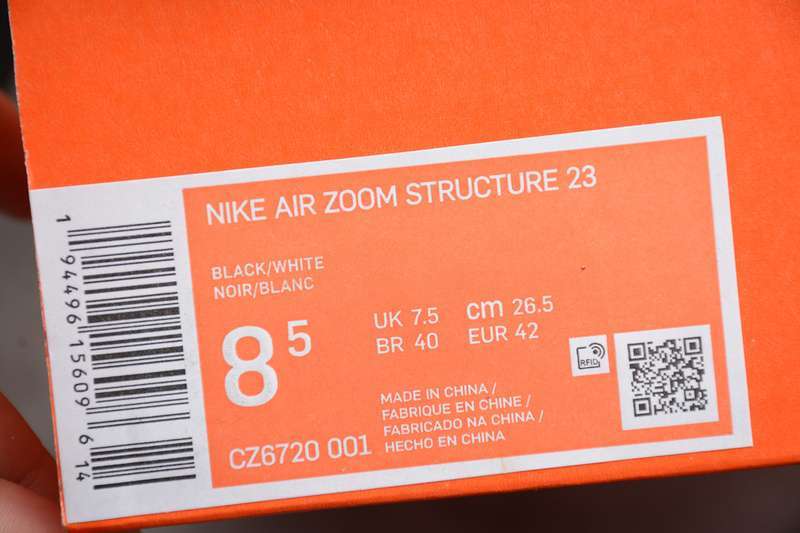 NIKE AIR ZOOM STRUCTURE 23
BLACK/WHITE
NOIR/BLANC
8 5
UK 7.5 cm 26.5
BR 40 EUR 42
RFID
MADE IN CHINA /
FABRIQUE EN CHINE /
FABRICADO NA CHINA /
HECHO EN CHINA
CZ6720 001
1 94496 15609 6 14